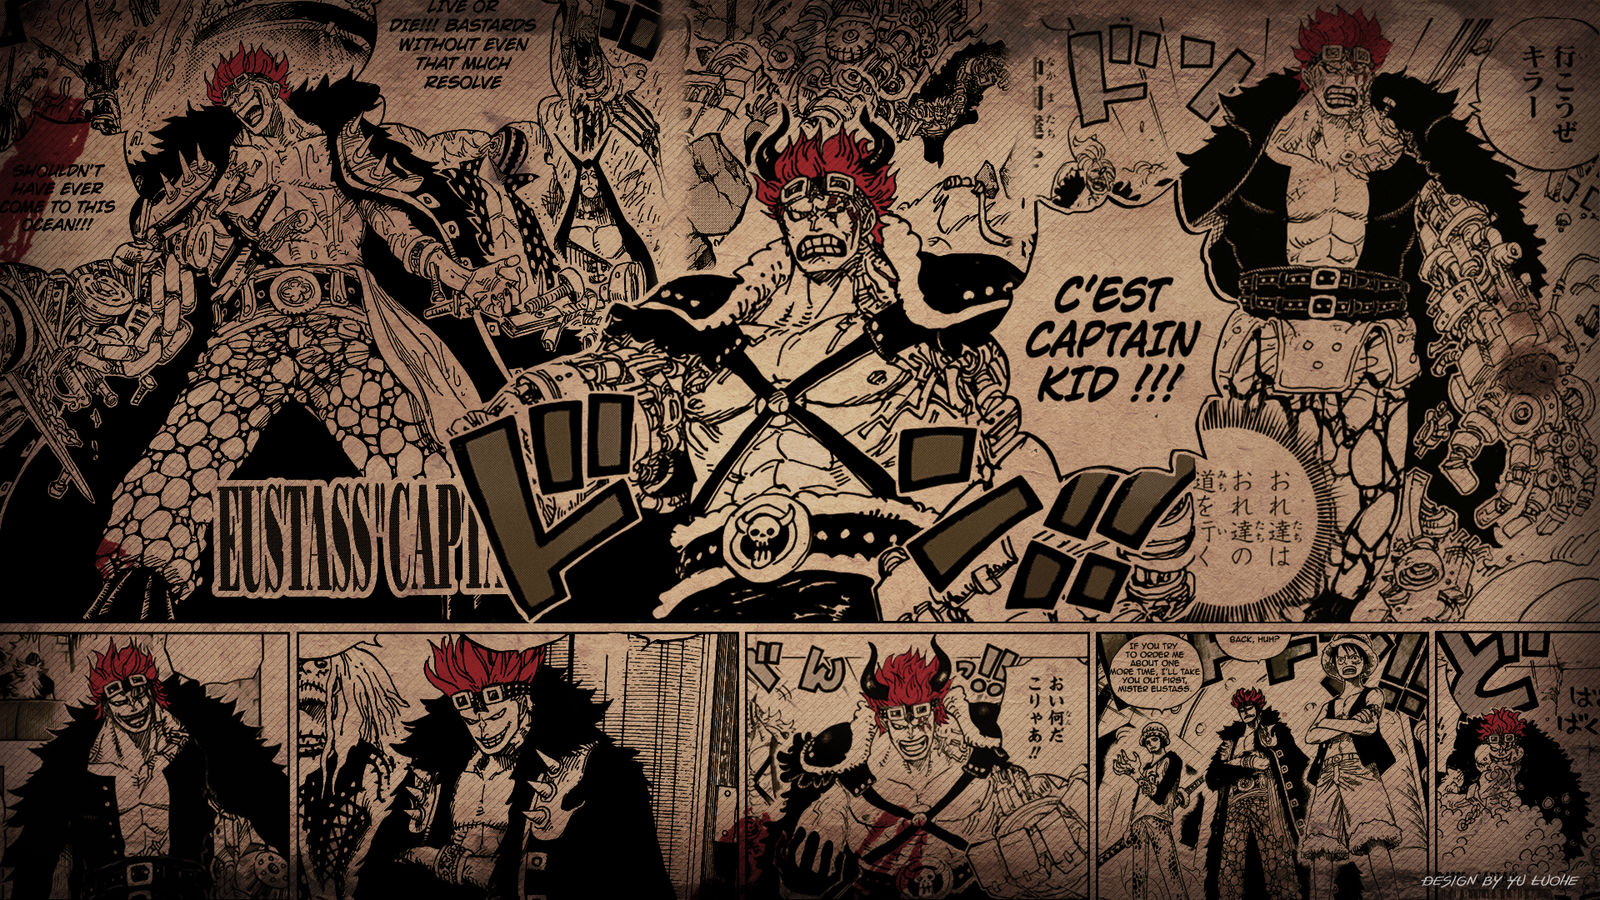 LIVE OR
DIE!!! BASTARDS
WITHOUT EVEN
THAT MUCH
RESOLVE
SHOULDN'T
HAVE EVER
COME TO THIS
OCEAN!!!
EUSTASS"CAPTA
ドン!!
ドン
行こうぜ
キラー
C'EST
CAPTAIN
KID !!!
おれ達は
おれ達の
道を行く
おい何だ
こりゃあ!!
IF YOU TRY
TO ORDER ME
ABOUT ONE
MORE TIME, I'LL TAKE
YOU OUT FIRST,
MISTER EUSTASS.
BACK, HUH?
DESIGN BY YU LUOHE